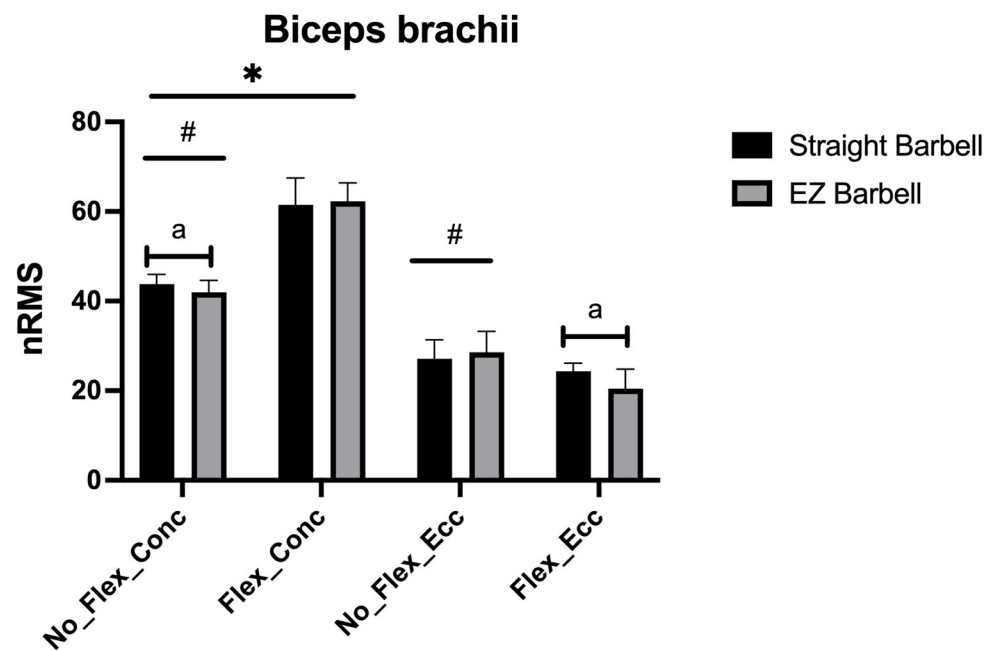 Biceps brachii
*
80
#
Straight Barbell
EZ Barbell
60
a
#
nRMS
40
a
20
0
No_Flex_Conc
Flex_Conc
No_Flex_Ecc
Flex_Ecc